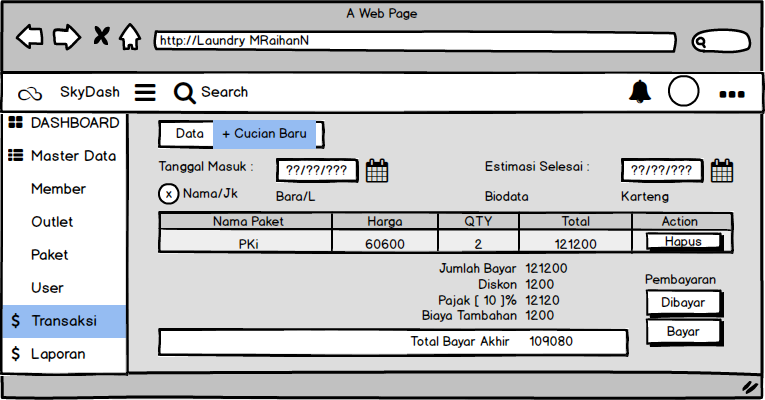 A Web Page
http://Laundry MRaihanN
SkyDash
Search
DASHBOARD
Master Data
Member
Outlet
Paket
User
$ Transaksi
$ Laporan
Data
+ Cucian Baru
Tanggal Masuk :
??/??/???
Estimasi Selesai :
??/??/???
x Nama/Jk
Bara/L
Biodata
Karteng
Nama Paket Harga QTY Total Action
PKi 60600 2 121200 Hapus
Jumlah Bayar 121200
Diskon 1200
Pajak [ 10 ]% 12120
Biaya Tambahan 1200
Pembayaran
Dibayar
Bayar
Total Bayar Akhir 109080